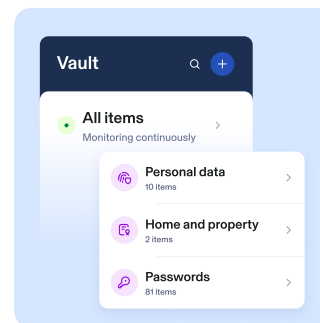 Vault
All items
Monitoring continuously
Personal data
10 items
Home and property
2 items
Passwords
81 items